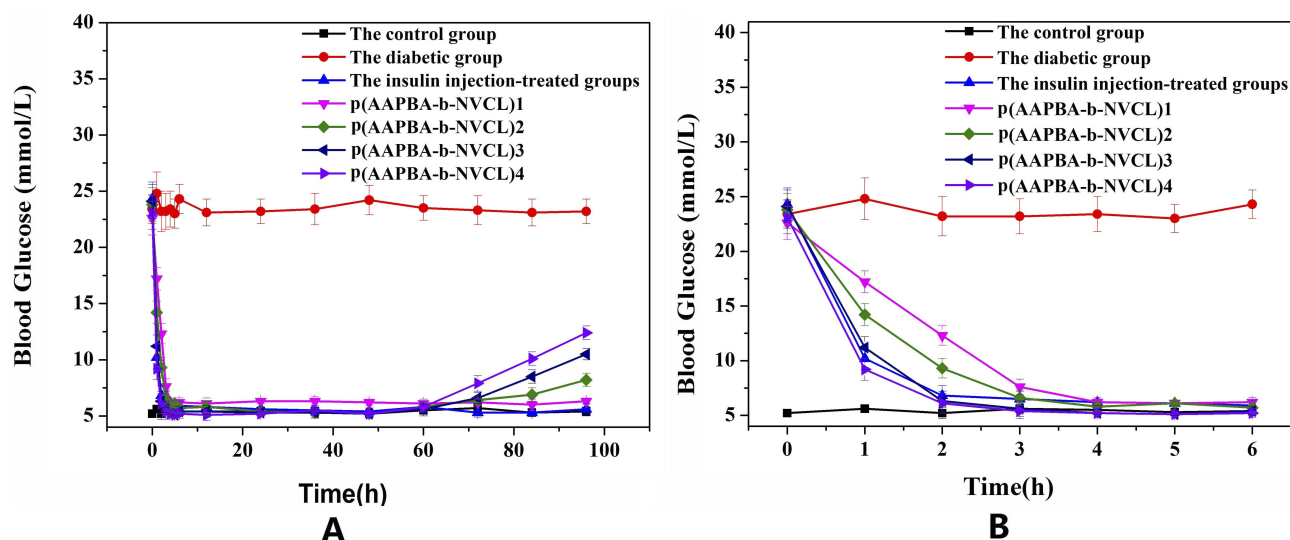 Blood Glucose (mmol/L)
40
35
30
25
20
15
10
5
The control group
The diabetic group
The insulin injection-treated groups
p(AAPBA-b-NVCL)1
p(AAPBA-b-NVCL)2
p(AAPBA-b-NVCL)3
p(AAPBA-b-NVCL)4
0 20 40 60 80 100
Time(h)
A
Blood Glucose (mmol/L)
40
35
30
25
20
15
10
5
The control group
The diabetic group
The insulin injection-treated groups
p(AAPBA-b-NVCL)1
p(AAPBA-b-NVCL)2
p(AAPBA-b-NVCL)3
p(AAPBA-b-NVCL)4
0 1 2 3 4 5 6
Time(h)
B